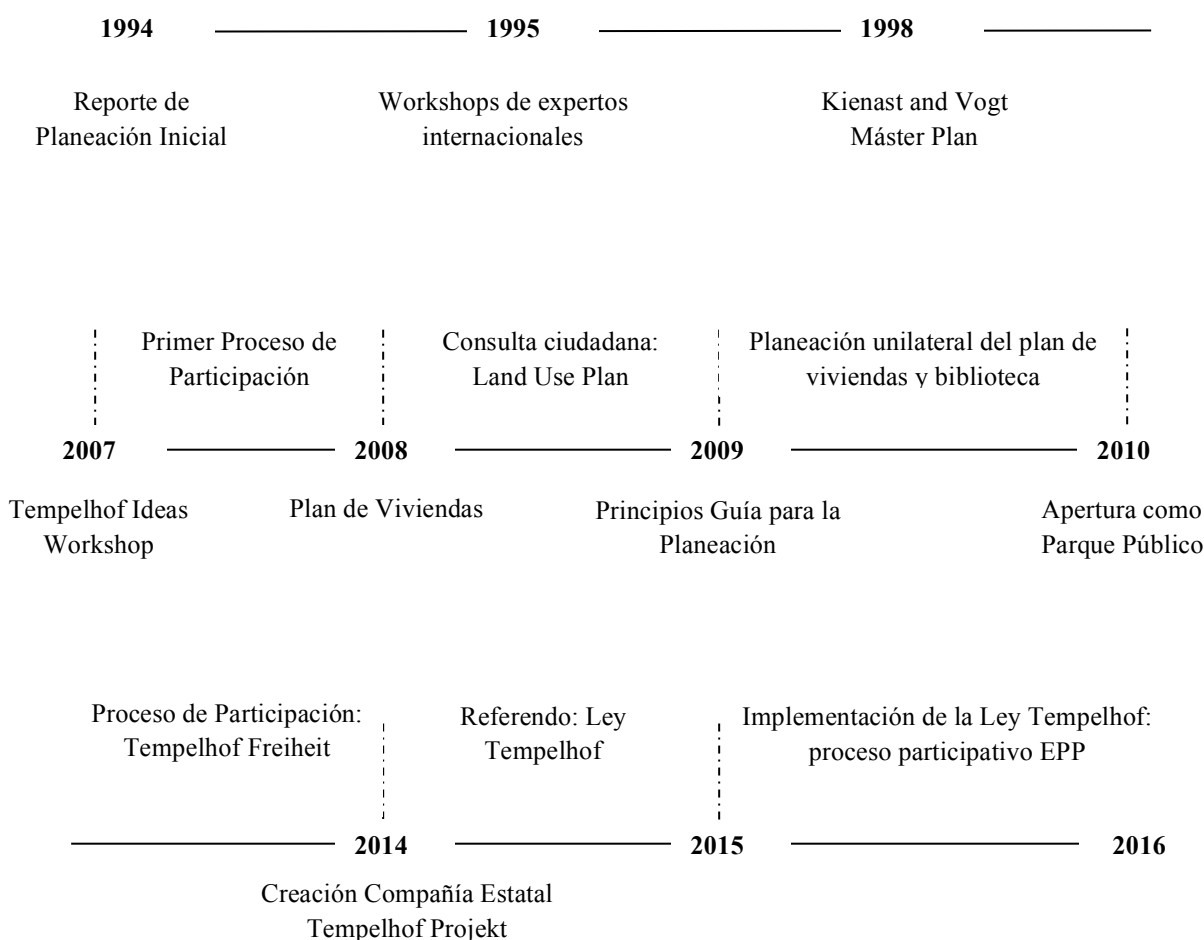 1994 1995 1998
Reporte de
Planeación Inicial
Workshops de expertos
internacionales
Kienast and Vogt
Máster Plan
Primer Proceso de
Participación
Consulta ciudadana:
Land Use Plan
Planeación unilateral del plan de
viviendas y biblioteca
2007 2008 2009 2010
Tempelhof Ideas
Workshop
Plan de Viviendas
Principios Guía para la
Planeación
Apertura como
Parque Público
Proceso de Participación:
Tempelhof Freiheit
Referendo: Ley
Tempelhof
Implementación de la Ley Tempelhof:
proceso participativo EPP
2014 2015 2016
Creación Compañía Estatal
Tempelhof Projekt